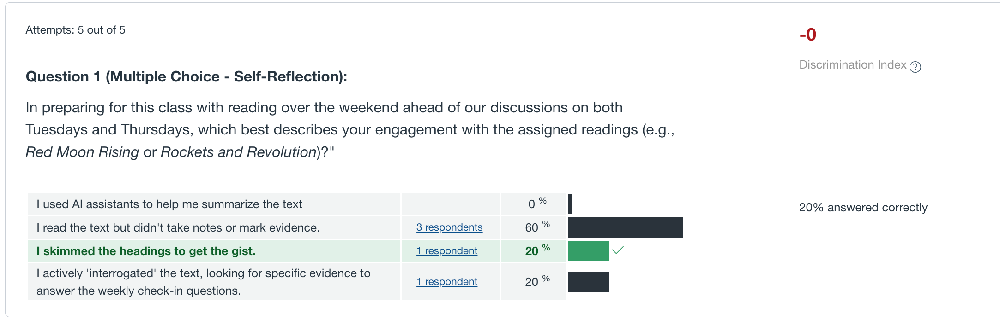 Attempts: 5 out of 5
-0
Discrimination Index ?
Question 1 (Multiple Choice - Self-Reflection):
In preparing for this class with reading over the weekend ahead of our discussions on both
Tuesdays and Thursdays, which best describes your engagement with the assigned readings (e.g.,
Red Moon Rising or Rockets and Revolution)?"
I used AI assistants to help me summarize the text 0 %
20% answered correctly
I read the text but didn't take notes or mark evidence. 3 respondents 60 %
I skimmed the headings to get the gist. 1 respondent 20 %
I actively 'interrogated' the text, looking for specific evidence to
answer the weekly check-in questions. 1 respondent 20 %